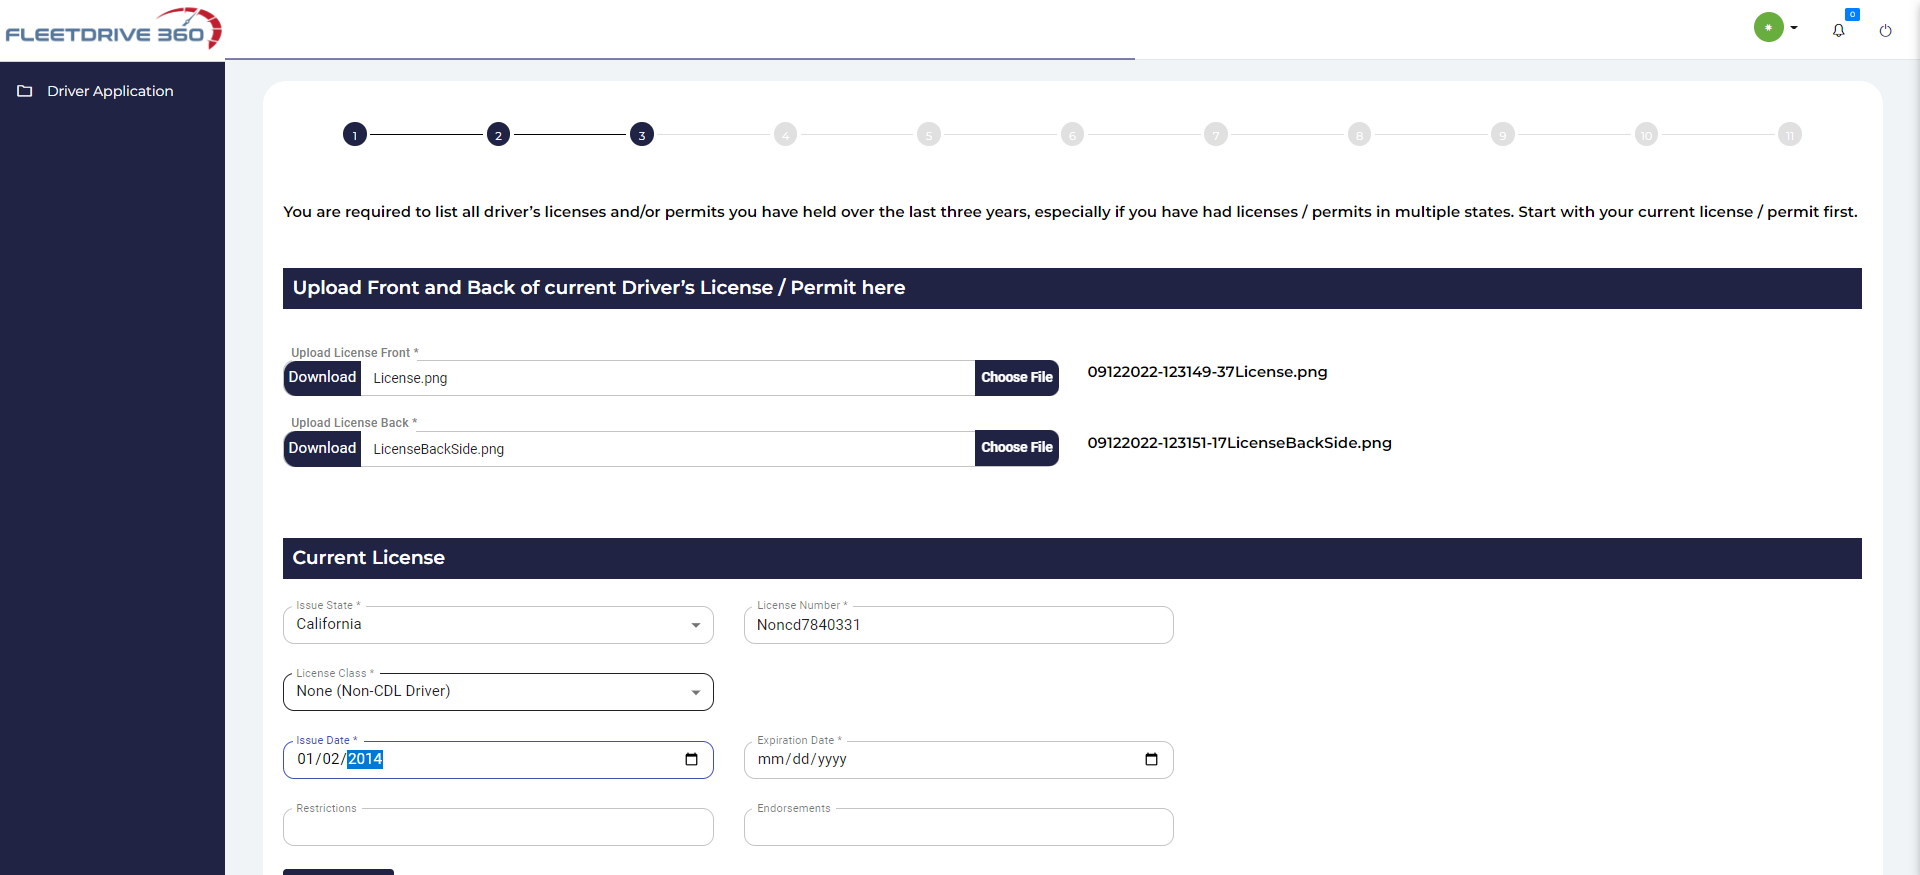 FLEETDRIVE 360
0
Driver Application
1 2 3 4 5 6 7 8 9 10 11
You are required to list all driver’s licenses and/or permits you have held over the last three years, especially if you have had licenses / permits in multiple states. Start with your current license / permit first.
Upload Front and Back of current Driver’s License / Permit here
Upload License Front *
Download License.png Choose File 09122022-123149-37License.png
Upload License Back *
Download LicenseBackSide.png Choose File 09122022-123151-17LicenseBackSide.png
Current License
Issue State * License Number *
California Noncd7840331
License Class *
None (Non-CDL Driver)
Issue Date * Expiration Date *
01/02/2014 mm/dd/yyyy
Restrictions Endorsements